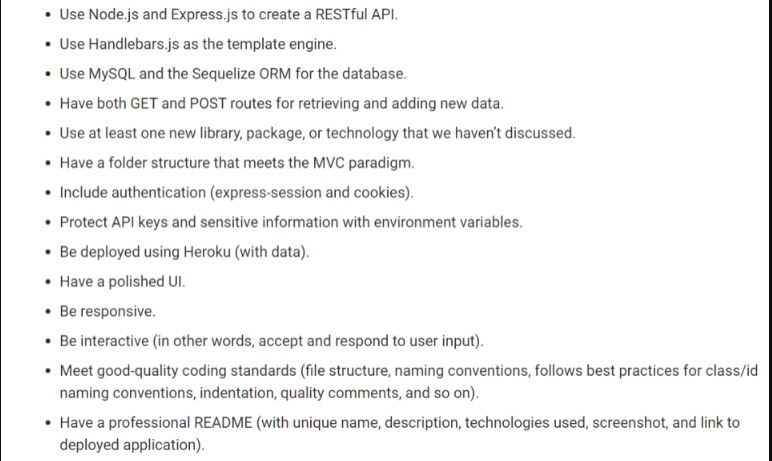 • Use Node.js and Express.js to create a RESTful API.
• Use Handlebars.js as the template engine.
• Use MySQL and the Sequelize ORM for the database.
• Have both GET and POST routes for retrieving and adding new data.
• Use at least one new library, package, or technology that we haven’t discussed.
• Have a folder structure that meets the MVC paradigm.
• Include authentication (express-session and cookies).
• Protect API keys and sensitive information with environment variables.
• Be deployed using Heroku (with data).
• Have a polished UI.
• Be responsive.
• Be interactive (in other words, accept and respond to user input).
• Meet good-quality coding standards (file structure, naming conventions, follows best practices for class/id
naming conventions, indentation, quality comments, and so on).
• Have a professional README (with unique name, description, technologies used, screenshot, and link to
deployed application).